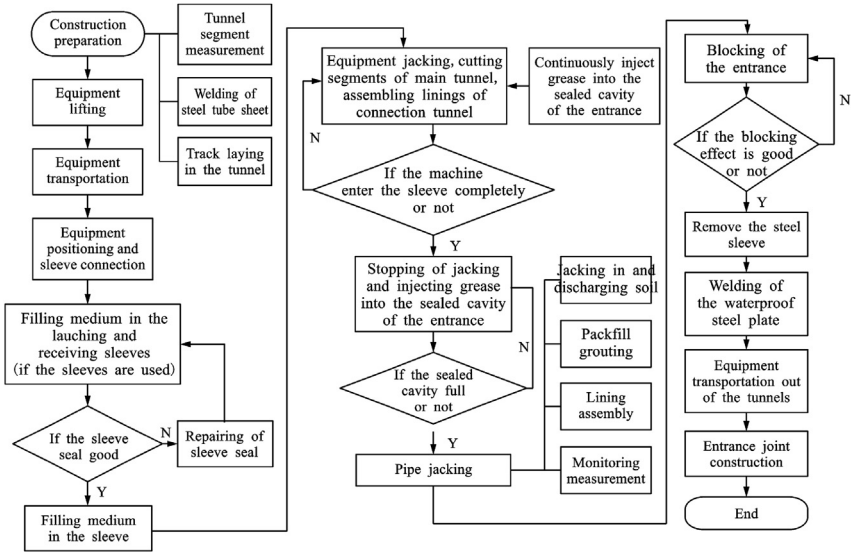 Construction
preparation
Tunnel
segment
measurement
Equipment
lifting
Welding of
steel tube sheet
Equipment
transportation
Track laying
in the tunnel
Equipment
positioning and
sleeve connection
Filling medium in the
lauching and
receiving sleeves
(if the sleeves are used)
If the sleeve
seal good
N
Repairing of
sleeve seal
Y
Filling medium
in the sleeve
Equipment jacking, cutting
segments of main tunnel,
assembling linings of
connection tunnel
Continuously inject
grease into the
sealed cavity
of the entrance
N
If the machine
enter the sleeve completely
or not
Y
Stopping of jacking
and injecting grease
into the sealed cavity
of the entrance
N
If the sealed
cavity full
or not
Y
Pipe jacking
Jacking in and
discharging soil
Packfill
grouting
Lining
assembly
Monitoring
measurement
Blocking of
the entrance
N
If the blocking
effect is good
or not
Y
Remove the steel
sleeve
Welding of
the waterproof
steel plate
Equipment
transportation out
of the tunnels
Entrance joint
construction
End